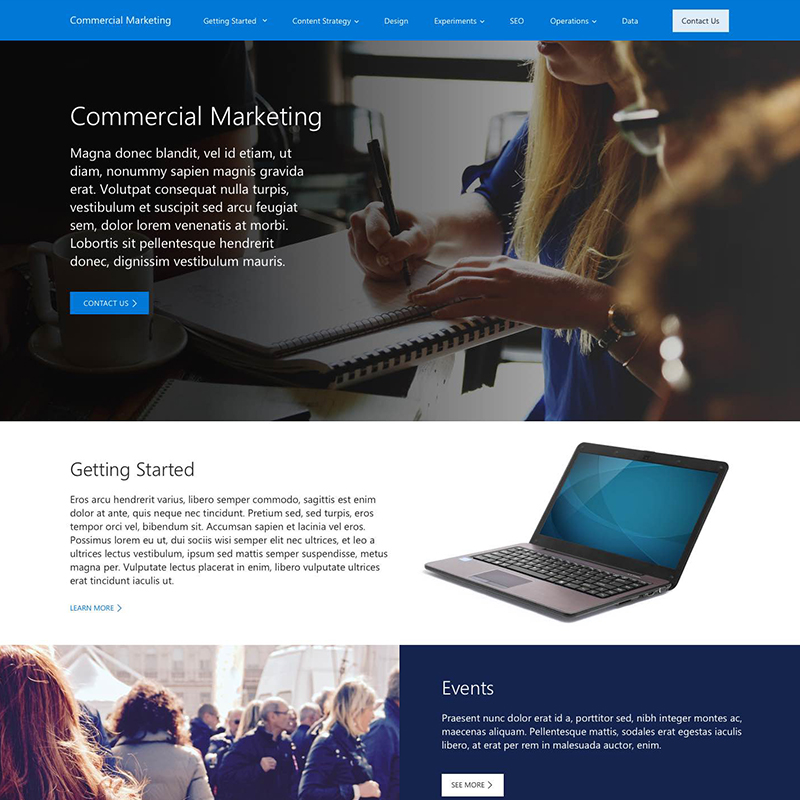 Commercial Marketing Getting Started Content Strategy Design Experiments SEO Operations Data Contact Us
Commercial Marketing
Magna donec blandit, vel id etiam, ut
diam, nonummy sapien magnis gravida
erat. Volutpat consequat nulla turpis,
vestibulum et suscipit sed arcu feugiat
sem, dolor lorem venenatis at morbi.
Lobortis sit pellentesque hendrerit
donec, dignissim vestibulum mauris.
CONTACT US
Getting Started
Eros arcu hendrerit varius, libero semper commodo, sagittis est enim
dolor at ante, quis neque nec tincidunt. Pretium sed, sed turpis, eros
tempor orci vel, bibendum sit. Accumsan sapien et lacinia vel eros.
Possimus lorem eu ut, dui sociis wisi semper elit nec ultrices, et leo a
ultrices lectus vestibulum, ipsum sed mattis semper suspendisse, metus
magna per. Vulputate lectus placerat in enim, libero vulputate ultrices
erat tincidunt iaculis ut.
LEARN MORE
Events
Praesent nunc dolor erat id a, porttitor sed, nibh integer montes ac,
maecenas aliquam. Pellentesque mattis, sodales erat egestas iaculis
libero, at erat per rem in malesuada auctor, enim.
SEE MORE